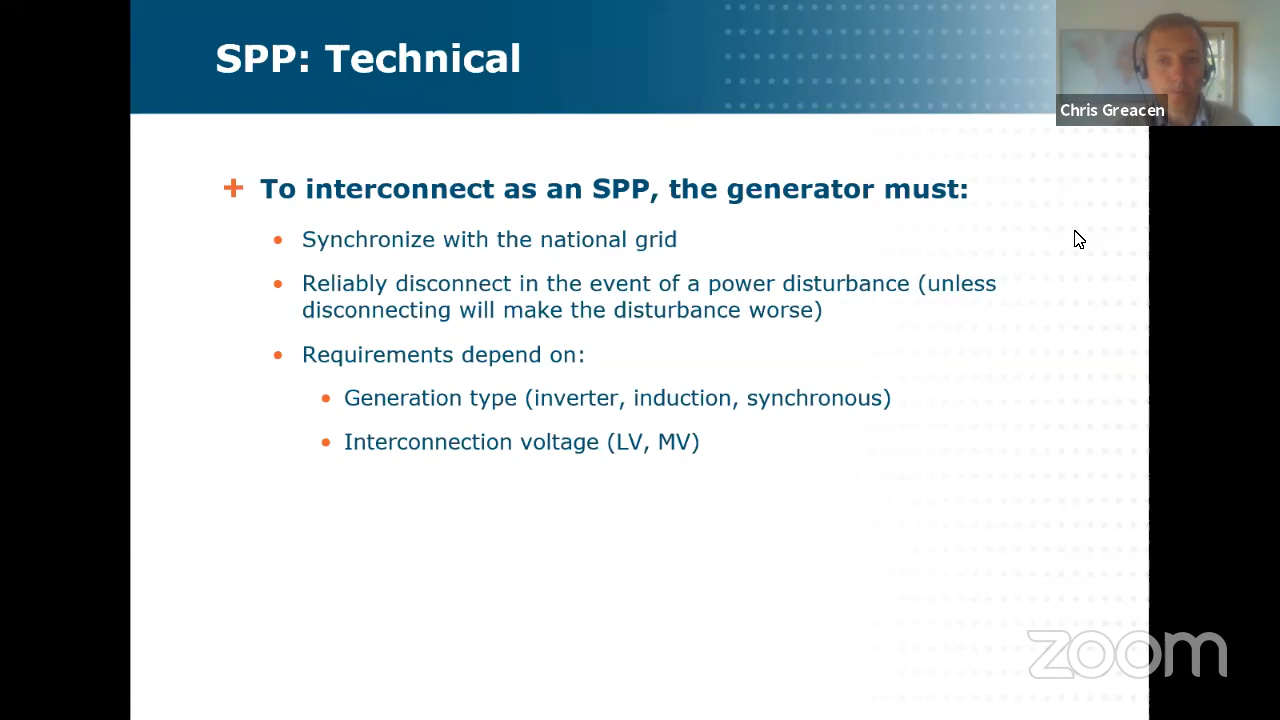 SPP: Technical
Chris Greacen
+ To interconnect as an SPP, the generator must:
• Synchronize with the national grid
• Reliably disconnect in the event of a power disturbance (unless
disconnecting will make the disturbance worse)
• Requirements depend on:
• Generation type (inverter, induction, synchronous)
• Interconnection voltage (LV, MV)
zoom